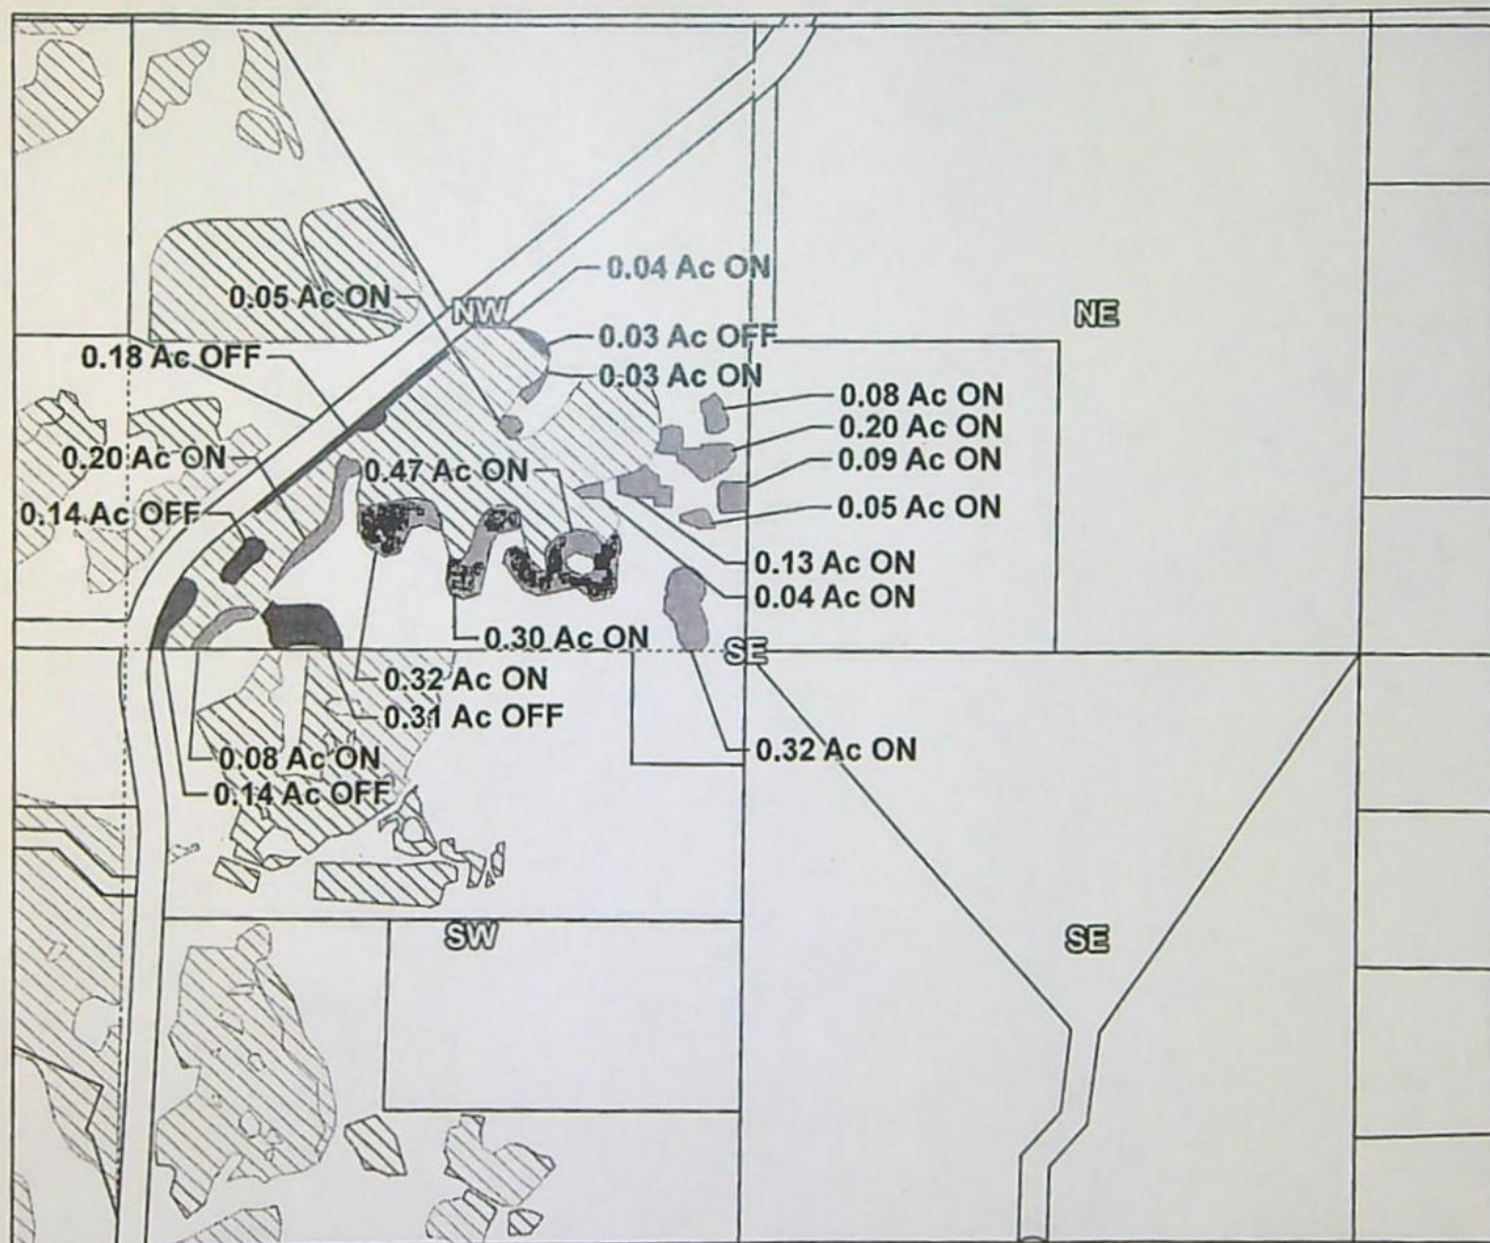 0.04 Ac ON
0.05 Ac ON
NW
NE
0.03 Ac OFF
0.18 Ac OFF
0.03 Ac ON
0.08 Ac ON
0.20 Ac ON
0.20 Ac ON
0.09 Ac ON
0.47 Ac ON
0.05 Ac ON
0.14 Ac OFF
0.13 Ac ON
0.04 Ac ON
0.30 Ac ON
SE
0.32 Ac ON
0.31 Ac OFF
0.32 Ac ON
0.08 Ac ON
0.14 Ac OFF
SW
SE